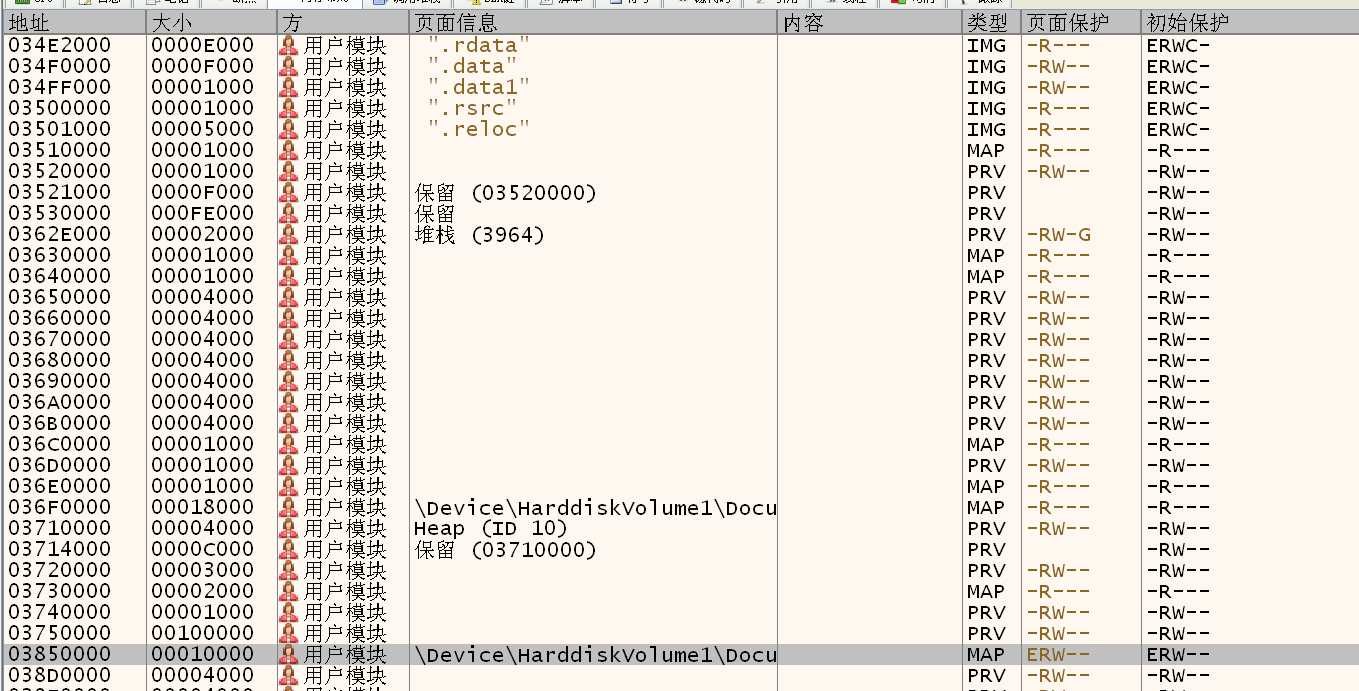 地址 大小 方 页面信息 内容 类型 页面保护 初始保护
034E2000 0000E000 用户模块 ".rdata" IMG -R--- ERWC-
034F0000 0000F000 用户模块 ".data" IMG -RW-- ERWC-
034FF000 00001000 用户模块 ".data1" IMG -RW-- ERWC-
03500000 00001000 用户模块 ".rsrc" IMG -R--- ERWC-
03501000 00005000 用户模块 ".reloc" IMG -R--- ERWC-
03510000 00001000 用户模块 MAP -R--- -R---
03520000 00001000 用户模块 PRV -RW-- -RW--
03521000 0000F000 用户模块 保留 (03520000) PRV -RW--
03530000 000FE000 用户模块 保留 PRV -RW--
0362E000 00002000 用户模块 堆栈 (3964) PRV -RW-G -RW--
03630000 00001000 用户模块 MAP -R--- -R---
03640000 00001000 用户模块 MAP -R--- -R---
03650000 00004000 用户模块 PRV -RW-- -RW--
03660000 00004000 用户模块 PRV -RW-- -RW--
03670000 00004000 用户模块 PRV -RW-- -RW--
03680000 00004000 用户模块 PRV -RW-- -RW--
03690000 00004000 用户模块 PRV -RW-- -RW--
036A0000 00004000 用户模块 PRV -RW-- -RW--
036B0000 00004000 用户模块 PRV -RW-- -RW--
036C0000 00001000 用户模块 MAP -R--- -R---
036D0000 00001000 用户模块 PRV -RW-- -RW--
036E0000 00001000 用户模块 MAP -R--- -R---
036F0000 00018000 用户模块 \Device\HarddiskVolume1\Docu MAP -R--- -R---
03710000 00004000 用户模块 Heap (ID 10) PRV -RW-- -RW--
03714000 0000C000 用户模块 保留 (03710000) PRV -RW--
03720000 00003000 用户模块 PRV -RW-- -RW--
03730000 00002000 用户模块 MAP -R--- -R---
03740000 00001000 用户模块 PRV -RW-- -RW--
03750000 00100000 用户模块 PRV -RW-- -RW--
03850000 00010000 用户模块 \Device\HarddiskVolume1\Docu MAP ERW-- ERW--
038D0000 00004000 用户模块 PRV -RW-- -RW--